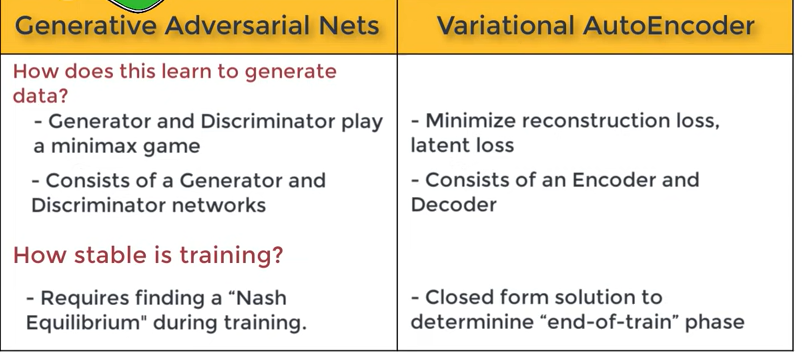 Generative Adversarial Nets
Variational AutoEncoder
How does this learn to generate
data?
- Generator and Discriminator play
a minimax game
- Minimize reconstruction loss,
latent loss
- Consists of a Generator and
Discriminator networks
- Consists of an Encoder and
Decoder
How stable is training?
- Requires finding a “Nash
Equilibrium" during training.
- Closed form solution to
determinine “end-of-train” phase